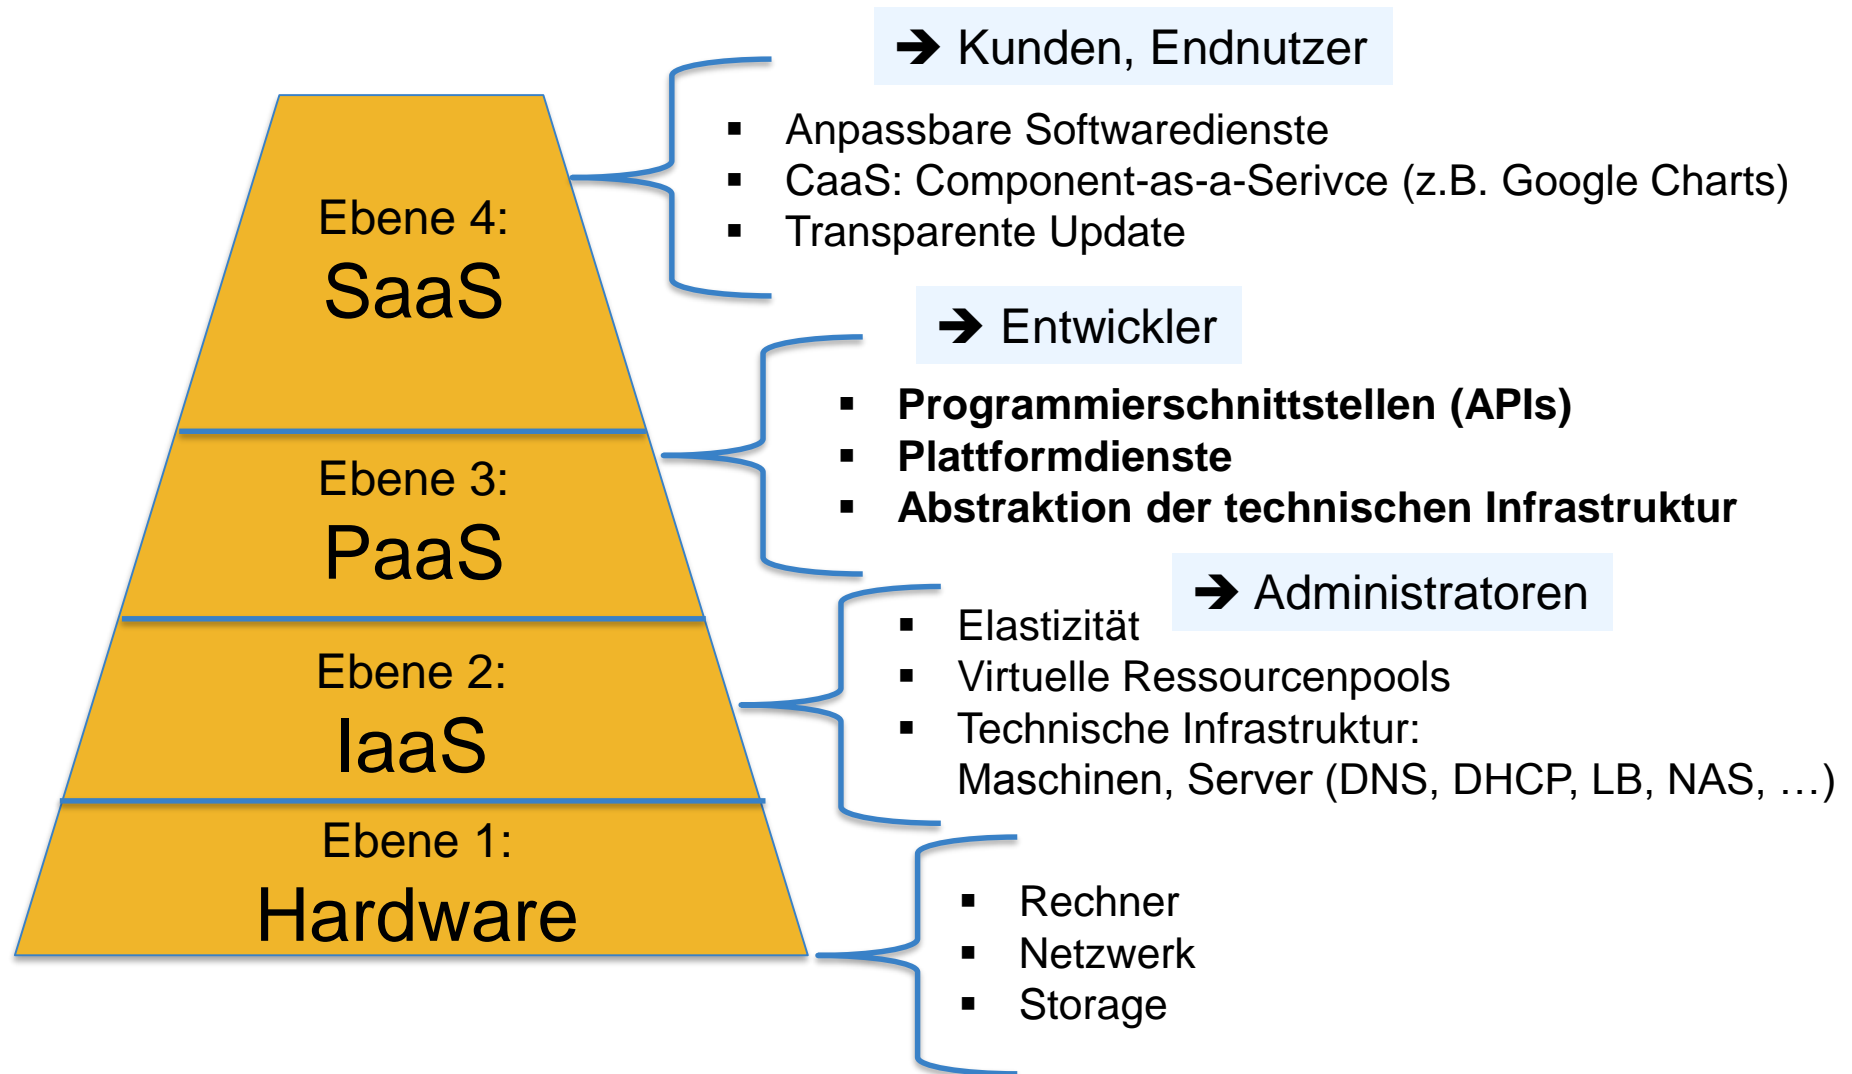 ➔ Kunden, Endnutzer
▪ Anpassbare Softwaredienste
▪ CaaS: Component-as-a-Serivce (z.B. Google Charts)
▪ Transparente Update
Ebene 4:
SaaS
➔ Entwickler
▪ Programmierschnittstellen (APIs)
▪ Plattformdienste
▪ Abstraktion der technischen Infrastruktur
Ebene 3:
PaaS
➔ Administratoren
▪ Elastizität
▪ Virtuelle Ressourcenpools
▪ Technische Infrastruktur:
Maschinen, Server (DNS, DHCP, LB, NAS, …)
Ebene 2:
IaaS
Ebene 1:
Hardware
▪ Rechner
▪ Netzwerk
▪ Storage